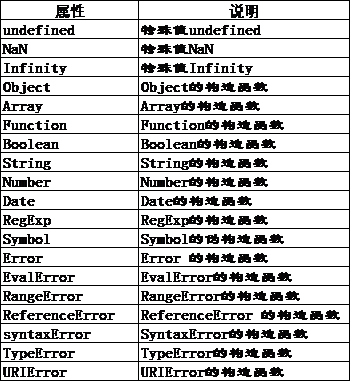 属性 说明
undefined 特殊值undefined
NaN 特殊值NaN
Infinity 特殊值Infinity
Object Object的构造函数
Array Array的构造函数
Function Function的构造函数
Boolean Boolean的构造函数
String String的构造函数
Number Number的构造函数
Date Date的构造函数
RegExp RegExp的构造函数
Symbol Symbol的伪构造函数
Error Error 的构造函数
EvalError EvalError的构造函数
RangeError RangeError的构造函数
ReferenceError ReferenceError 的构造函数
syntaxError SyntaxError的构造函数
TypeError TypeError的构造函数
URIError URIError的构造函数